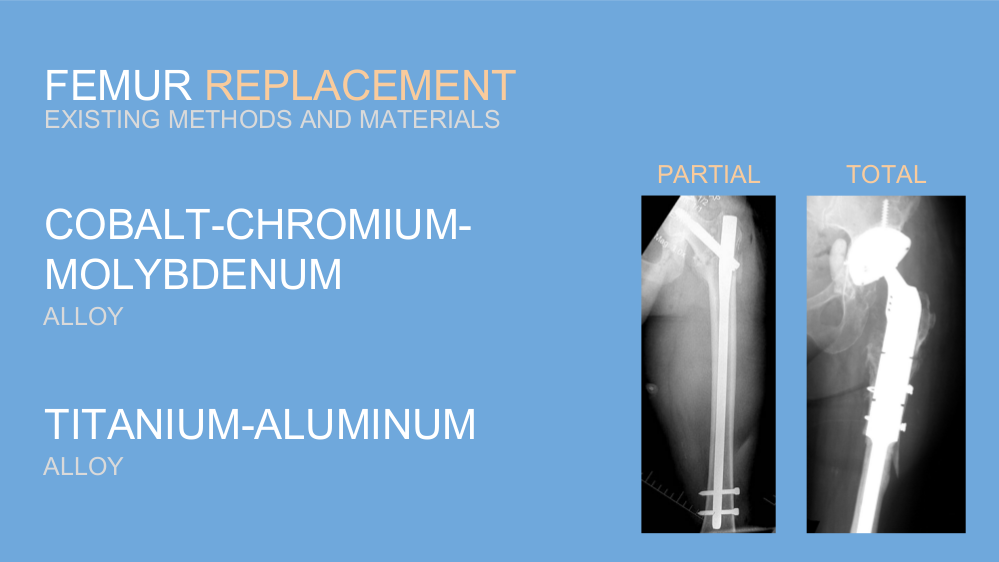 FEMUR REPLACEMENT
EXISTING METHODS AND MATERIALS
PARTIAL TOTAL
COBALT-CHROMIUM-
MOLYBDENUM
ALLOY
TITANIUM-ALUMINUM
ALLOY